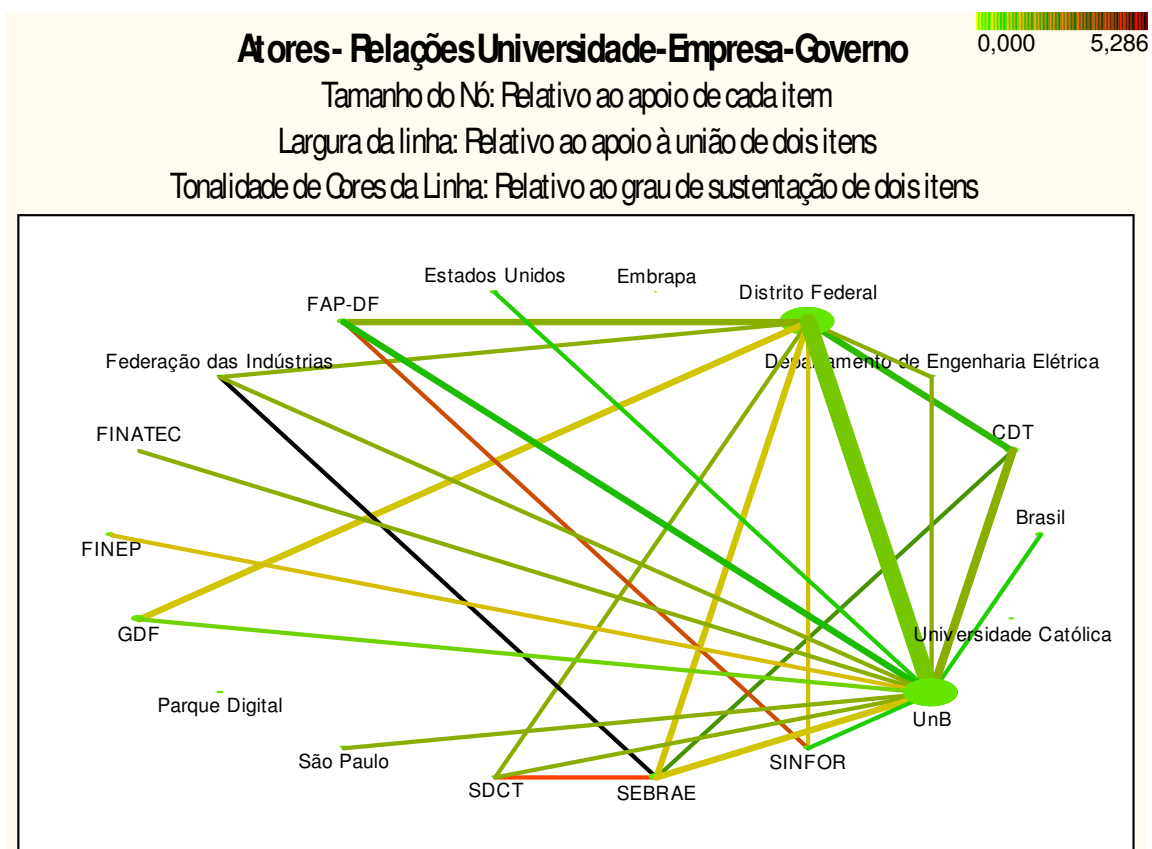 0,000 5,286
Atores - Relações Universidade-Empresa-Governo
Tamanho do Nó: Relativo ao apoio de cada item
Largura da linha: Relativo ao apoio à união de dois itens
Tonalidade de Cores da Linha: Relativo ao grau de sustentação de dois itens
Estados Unidos
Embrapa
Distrito Federal
FAP-DF
Federação das Indústrias
Departamento de Engenharia Elétrica
FINATEC
CDT
Brasil
FINEP
GDF
Universidade Católica
Parque Digital
UnB
São Paulo
SINFOR
SDCT
SEBRAE